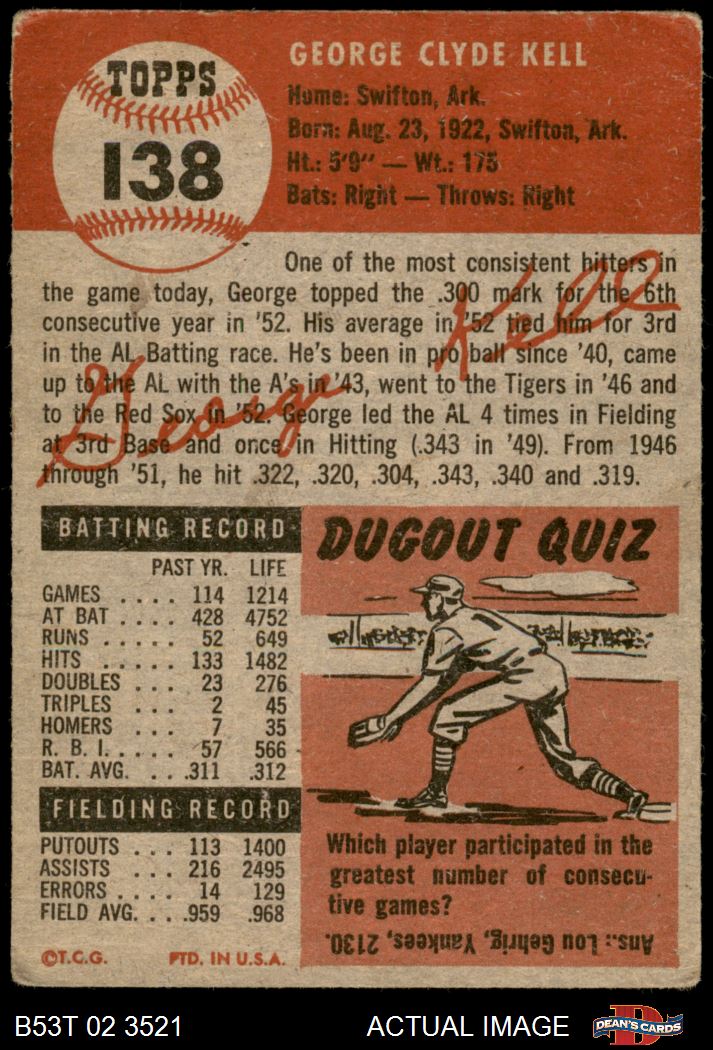 TOPPS
138
GEORGE CLYDE KELL
Home: Swifton, Ark.
Born: Aug. 23, 1922, Swifton, Ark.
Ht.: 5'9" — Wt.: 175
Bats: Right — Throws: Right
One of the most consistent hitters in
the game today, George topped the .300 mark for the 6th
consecutive year in '52. His average in '52 tied him for 3rd
in the AL Batting race. He's been in pro ball since '40, came
up to the AL with the A's in '43, went to the Tigers in '46 and
to the Red Sox in '52. George led the AL 4 times in Fielding
at 3rd Base and once in Hitting (.343 in '49). From 1946
through '51, he hit .322, .320, .304, .343, .340 and .319.
George Kell
BATTING RECORD
PAST YR. LIFE
GAMES .... 114 1214
AT BAT .... 428 4752
RUNS ..... 52 649
HITS ..... 133 1482
DOUBLES ... 23 276
TRIPLES ... 2 45
HOMERS ... 7 35
R. B. I. .... 57 566
BAT. AVG. ... .311 .312
FIELDING RECORD
PUTOUTS ... 113 1400
ASSISTS ... 216 2495
ERRORS .... 14 129
FIELD AVG. ... .959 .968
©T.C.G. PTD. IN U.S.A.
DUGOUT QUIZ
Which player participated in the
greatest number of consecu-
tive games?
Ans.: Lou Gehrig, Yankees, 2130.
B53T 02 3521
ACTUAL IMAGE
D
DEAN'S CARDS